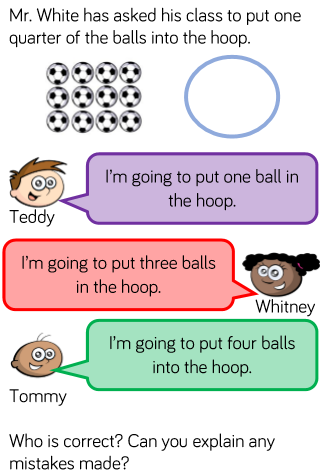 Mr. White has asked his class to put one
quarter of the balls into the hoop.
I'm going to put one ball in
the hoop.
Teddy
I'm going to put three balls
in the hoop.
Whitney
I'm going to put four balls
into the hoop.
Tommy
Who is correct? Can you explain any
mistakes made?